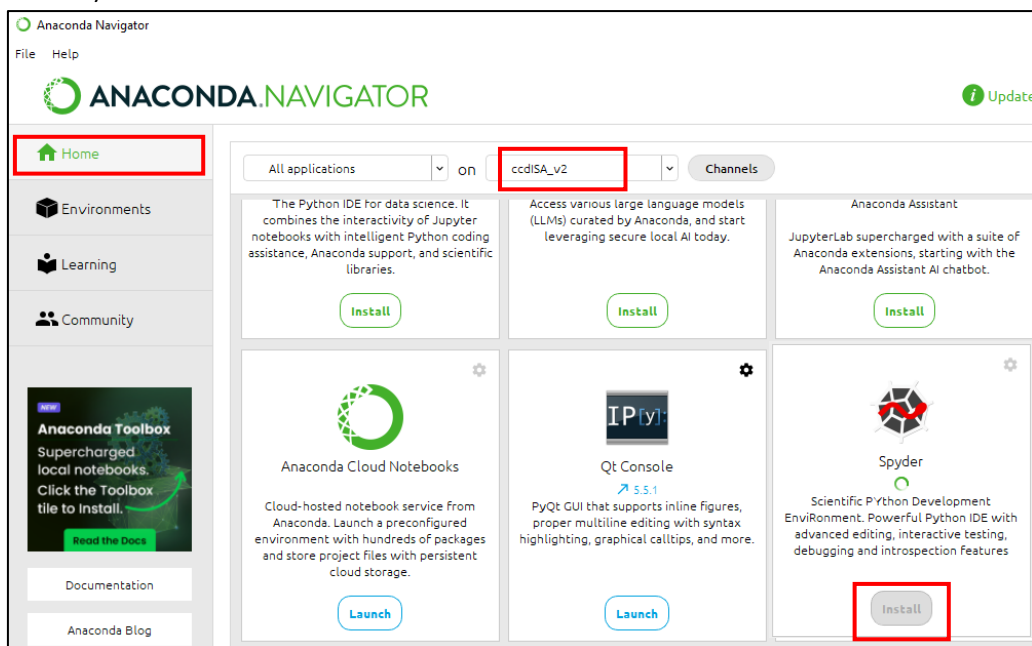 Anaconda Navigator
File Help
ANACONDA.NAVIGATOR
i Update
Home
All applications on ccdISA_v2 Channels
Environments
Learning
Community
The Python IDE for data science. It
combines the interactivity of Jupyter
notebooks with intelligent Python coding
assistance, Anaconda support, and scientific
libraries.
Install
Access various large language models
(LLMs) curated by Anaconda, and start
leveraging secure local AI today.
Install
Anaconda Assistant
JupyterLab supercharged with a suite of
Anaconda extensions, starting with the
Anaconda Assistant AI chatbot.
Install
NEW
Anaconda Toolbox
Supercharged
local notebooks.
Click the Toolbox
tile to Install.
Read the Docs
Documentation
Anaconda Blog
Anaconda Cloud Notebooks
Cloud-hosted notebook service from
Anaconda. Launch a preconfigured
environment with hundreds of packages
and store project files with persistent
cloud storage.
Launch
IP[y]:
Qt Console
5.5.1
PyQt GUI that supports inline figures,
proper multiline editing with syntax
highlighting, graphical calltips, and more.
Launch
Spyder
Scientific PYthon Development
EnviRonment. Powerful Python IDE with
advanced editing, interactive testing,
debugging and introspection features
Install